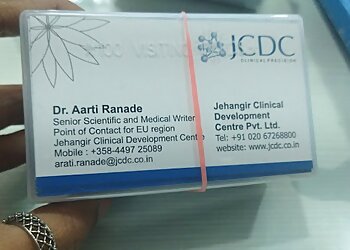 VISITING
JCDC
CLINICAL PRECISION
Dr. Aarti Ranade
Senior Scientific and Medical Writer
Point of Contact for EU region
Jehangir Clinical Development Centre
Mobile : +358-4497 25089
arati.ranade@jcdc.co.in
Jehangir Clinical
Development
Centre Pvt. Ltd.
Tel: +91 020 67268800
website: www.jcdc.co.in